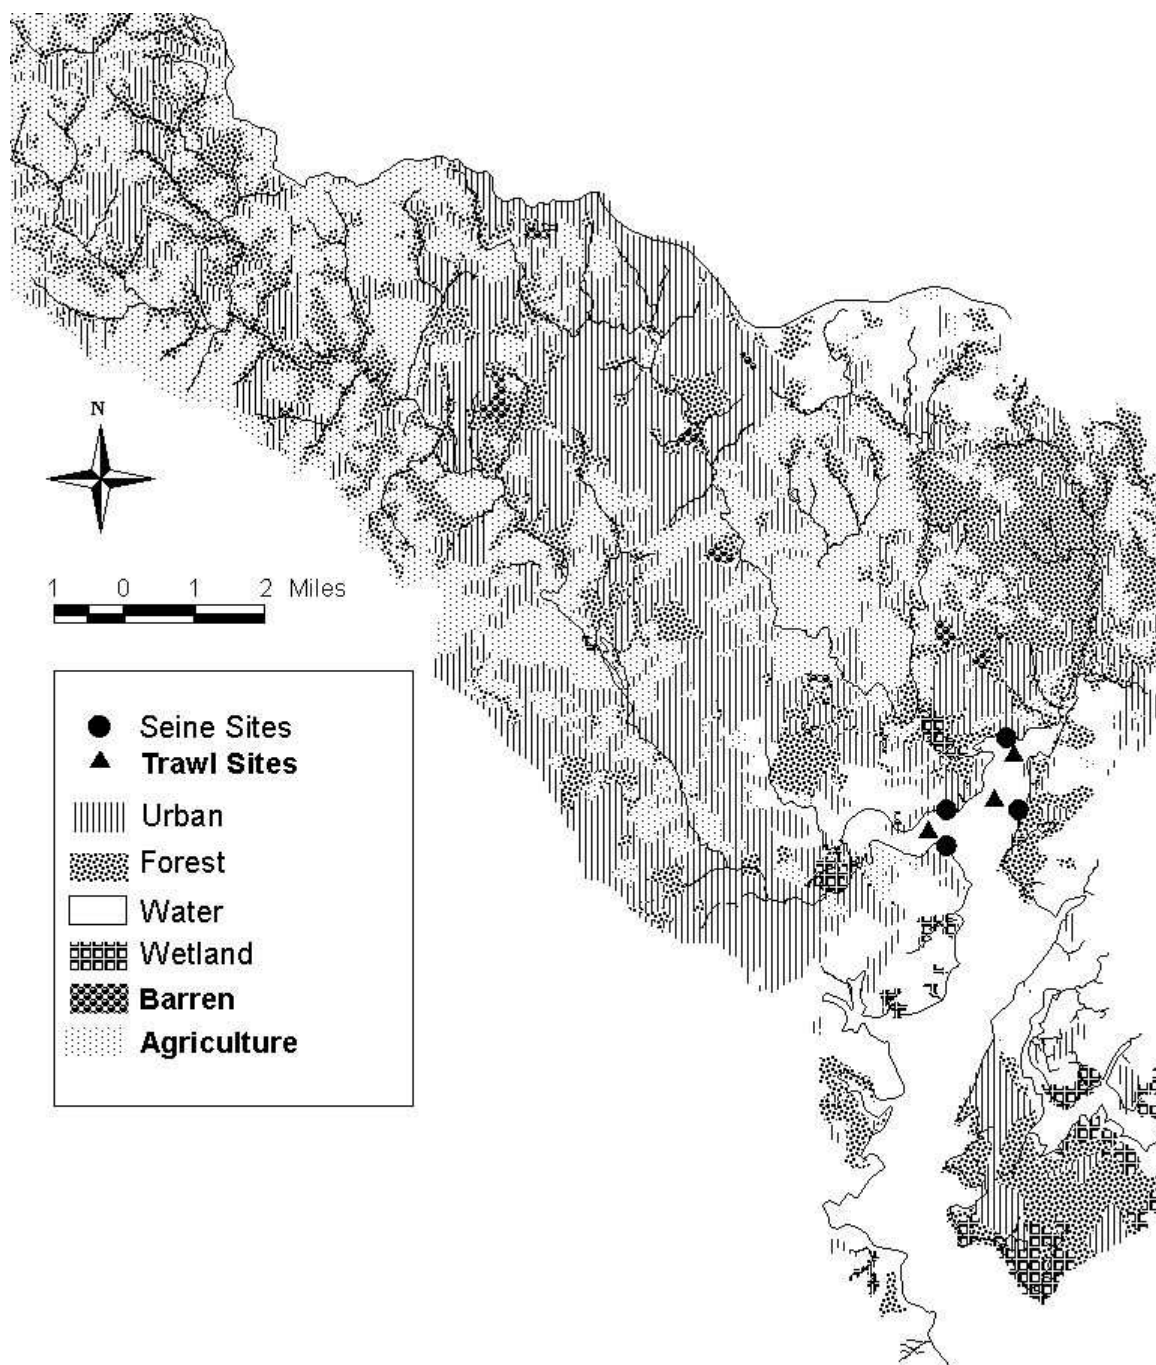 N
1 0 1 2 Miles
Seine Sites
Trawl Sites
Urban
Forest
Water
Wetland
Barren
Agriculture